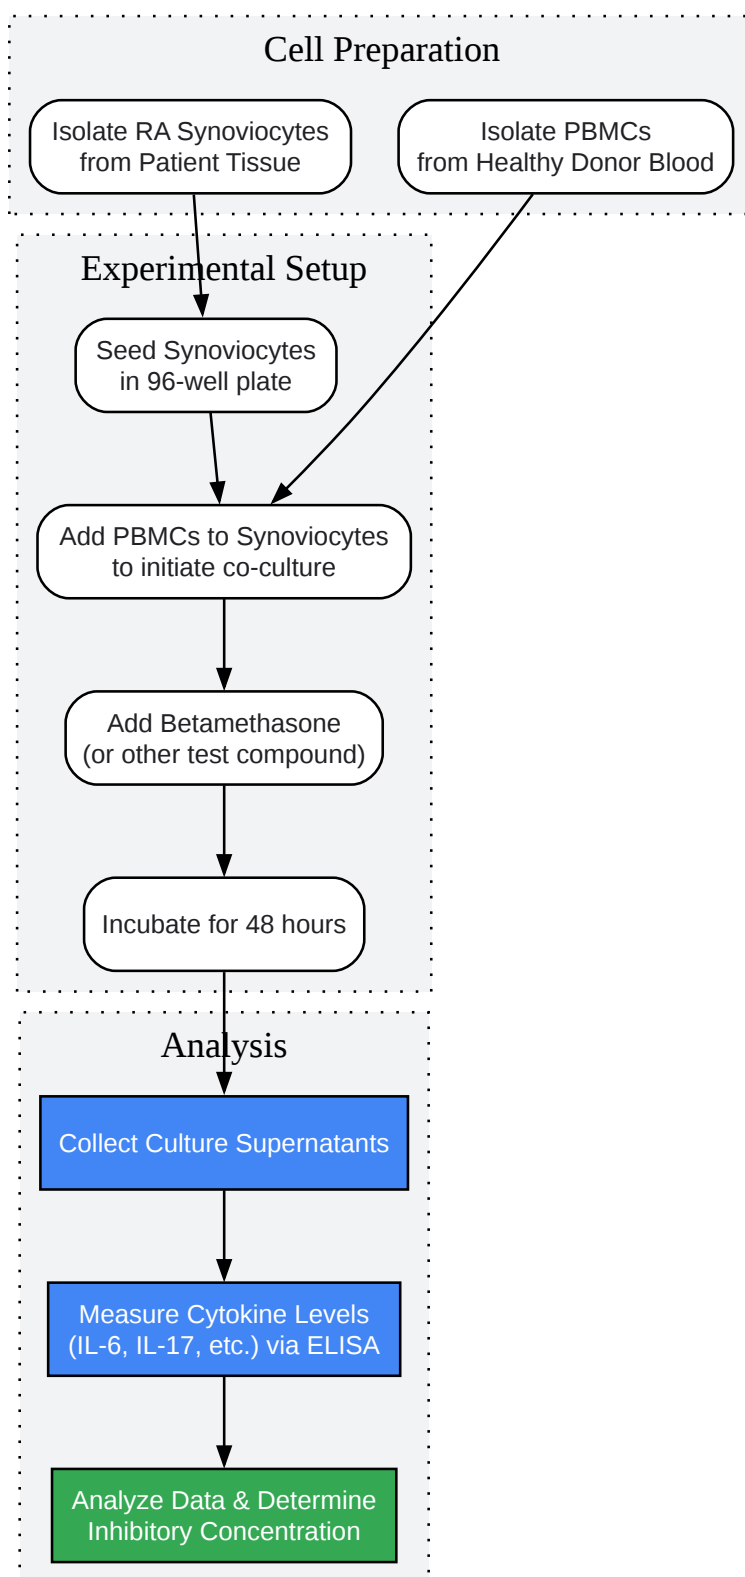 Cell Preparation
Isolate RA Synoviocytes
from Patient Tissue
Isolate PBMCs
from Healthy Donor Blood
Experimental Setup
Seed Synoviocytes
in 96-well plate
Add PBMCs to Synoviocytes
to initiate co-culture
Add Betamethasone
(or other test compound)
Incubate for 48 hours
Analysis
Collect Culture Supernatants
Measure Cytokine Levels
(IL-6, IL-17, etc.) via ELISA
Analyze Data & Determine
Inhibitory Concentration